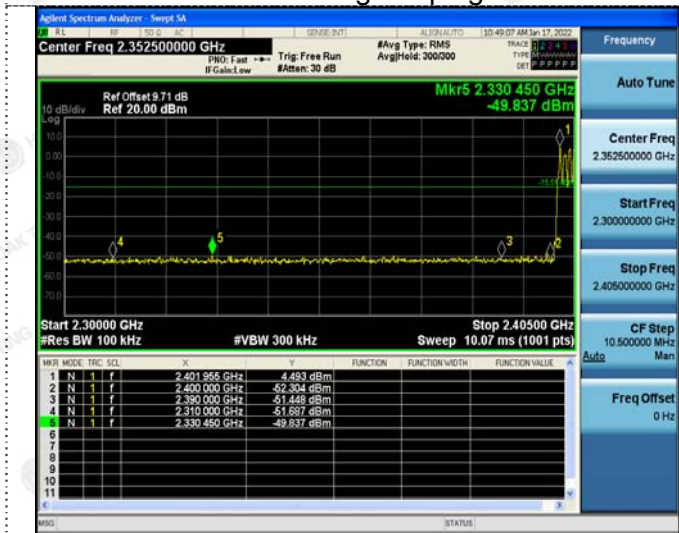 Agilent Spectrum Analyzer - Swept SA
RL RF 50 Ω AC SENSE:INT ALIGN AUTO 10:49:07 AM Jan 17, 2022
Center Freq 2.352500000 GHz
PNO: Fast
IFGain:Low
Trig: Free Run
#Atten: 30 dB
#Avg Type: RMS
Avg|Hold: 300/300
TRACE 1 2 3 4 5 6
TYPE
DET P P P P P P
Frequency
Ref Offset 9.71 dB
10 dB/div Ref 20.00 dBm
Log
Mkr5 2.330 450 GHz
-49.837 dBm
Auto Tune
10.0
0.00
-10.0
-20.0
-30.0
-40.0
-50.0
-60.0
-70.0
1
4
5
3
2
Center Freq
2.352500000 GHz
Start Freq
2.300000000 GHz
Stop Freq
2.405000000 GHz
Start 2.30000 GHz Stop 2.40500 GHz
#Res BW 100 kHz #VBW 300 kHz Sweep 10.07 ms (1001 pts)
CF Step
10.500000 MHz
Auto Man
MKR MODE TRC SCL X Y FUNCTION FUNCTION WIDTH FUNCTION VALUE
1 N 1 f 2.401 955 GHz 4.493 dBm
2 N 1 f 2.400 000 GHz -52.304 dBm
3 N 1 f 2.390 000 GHz -51.448 dBm
4 N 1 f 2.310 000 GHz -51.687 dBm
5 N 1 f 2.330 450 GHz -49.837 dBm
6
7
8
9
10
11
Freq Offset
0 Hz
MSG STATUS